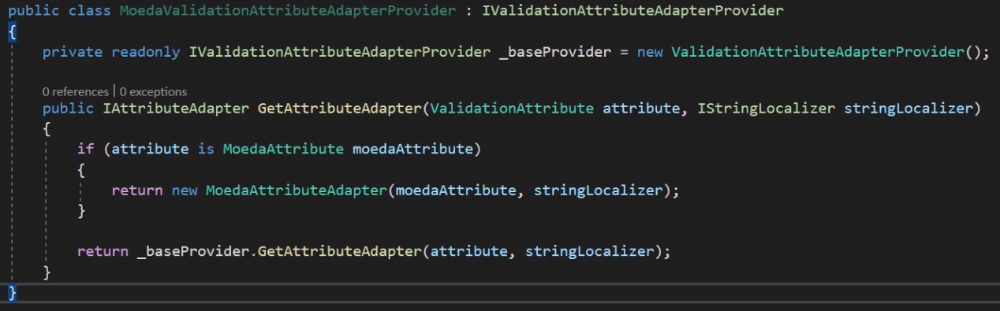 public class MoedaValidationAttributeAdapterProvider : IValidationAttributeAdapterProvider
{
    private readonly IValidationAttributeAdapterProvider _baseProvider = new ValidationAttributeAdapterProvider();
    0 references | 0 exceptions
    public IAttributeAdapter GetAttributeAdapter(ValidationAttribute attribute, IStringLocalizer stringLocalizer)
    {
        if (attribute is MoedaAttribute moedaAttribute)
        {
            return new MoedaAttributeAdapter(moedaAttribute, stringLocalizer);
        }
        return _baseProvider.GetAttributeAdapter(attribute, stringLocalizer);
    }
}